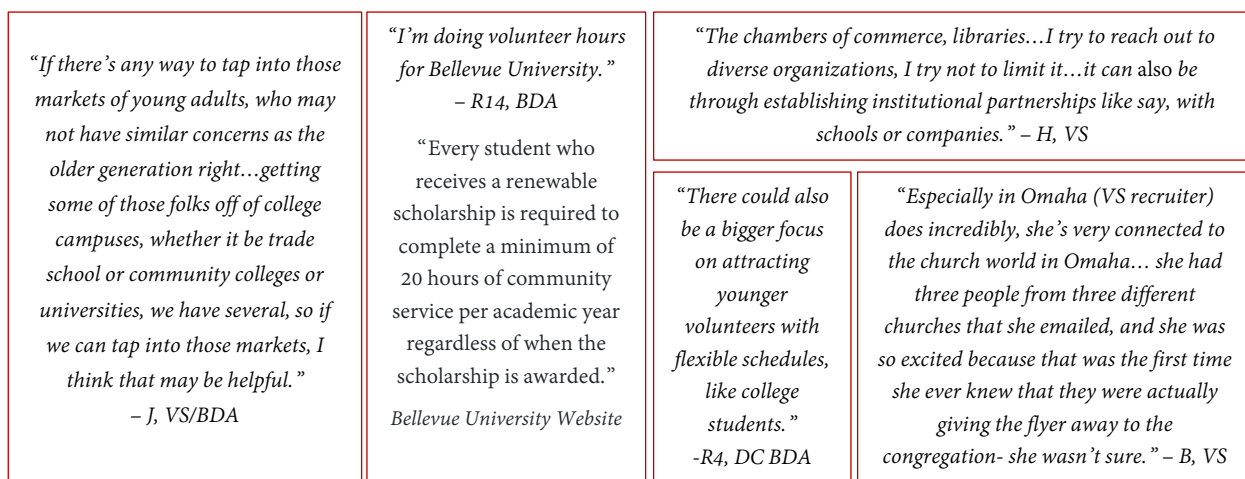 “If there’s any way to tap into those
markets of young adults, who may
not have similar concerns as the
older generation right…getting
some of those folks off of college
campuses, whether it be trade
school or community colleges or
universities, we have several, so if
we can tap into those markets, I
think that may be helpful.”
– J, VS/BDA
“I’m doing volunteer hours
for Bellevue University.”
– R14, BDA
“Every student who
receives a renewable
scholarship is required to
complete a minimum of
20 hours of community
service per academic year
regardless of when the
scholarship is awarded.”
Bellevue University Website
“The chambers of commerce, libraries…I try to reach out to
diverse organizations, I try not to limit it…it can also be
through establishing institutional partnerships like say, with
schools or companies.” – H, VS
“There could also
be a bigger focus
on attracting
younger
volunteers with
flexible schedules,
like college
students.”
-R4, DC BDA
“Especially in Omaha (VS recruiter)
does incredibly, she’s very connected to
the church world in Omaha… she had
three people from three different
churches that she emailed, and she was
so excited because that was the first time
she ever knew that they were actually
giving the flyer away to the
congregation- she wasn’t sure.” – B, VS